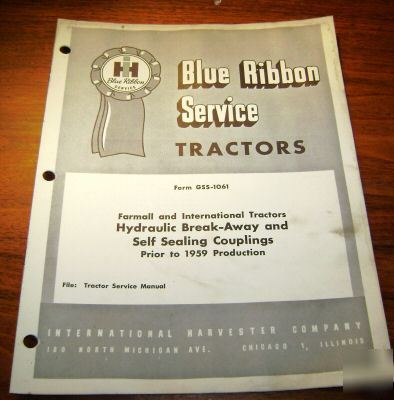 IH
Blue Ribbon
SERVICE
Blue Ribbon
Service
TRACTORS
Form GSS-1061
Farmall and International Tractors
Hydraulic Break-Away and
Self Sealing Couplings
Prior to 1959 Production
File: Tractor Service Manual
INTERNATIONAL HARVESTER COMPANY
180 NORTH MICHIGAN AVE. CHICAGO 1, ILLINOIS